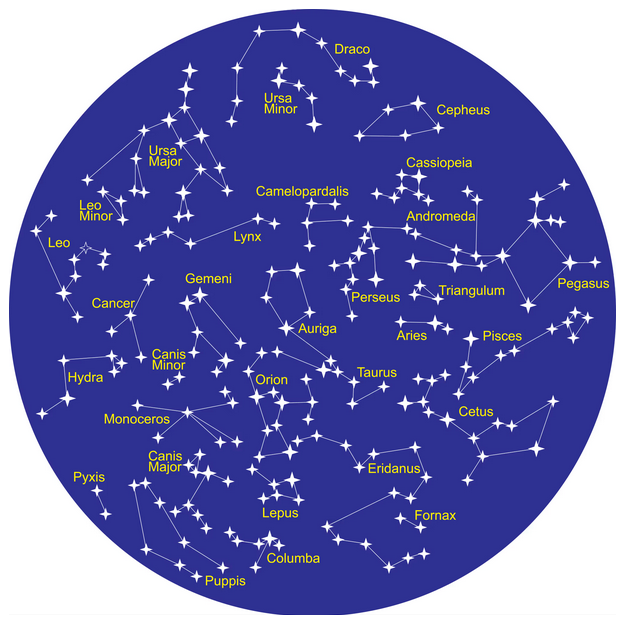 Draco
Ursa
Minor
Cepheus
Ursa
Major
Cassiopeia
Camelopardalis
Leo
Minor
Andromeda
Lynx
Leo
Gemeni
Pegasus
Cancer
Perseus
Triangulum
Auriga
Aries
Pisces
Canis
Minor
Hydra
Orion
Taurus
Monoceros
Cetus
Canis
Major
Eridanus
Pyxis
Lepus
Fornax
Columba
Puppis